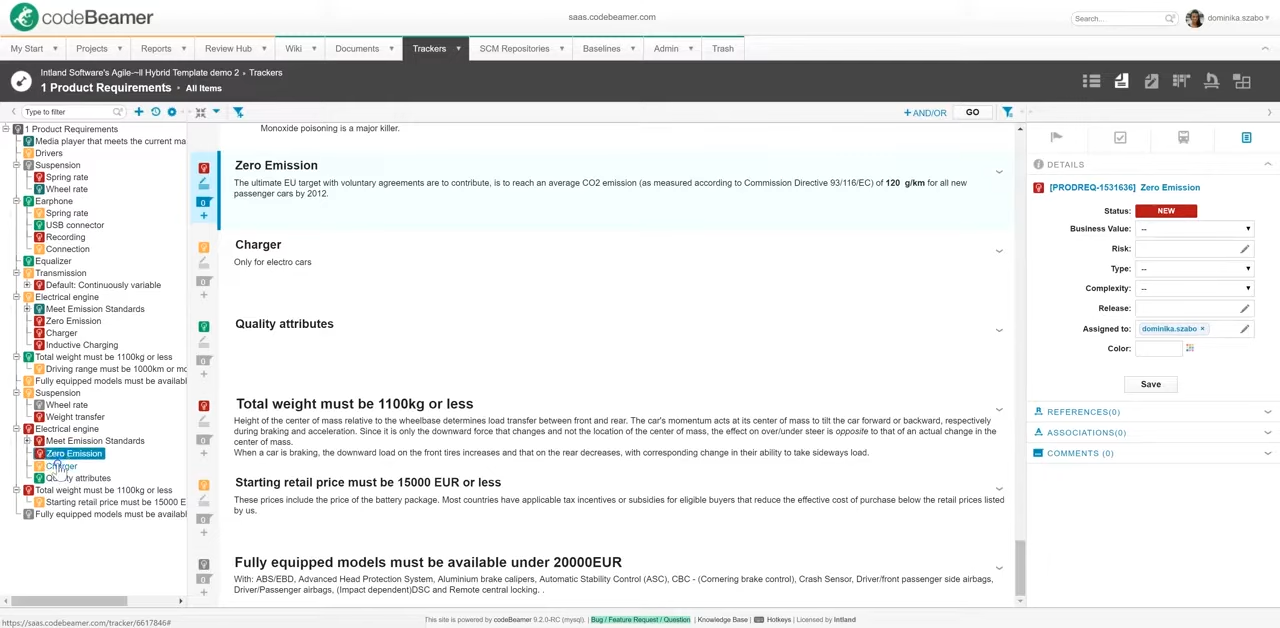 codeBeamer
saas.codebeamer.com
Search...
dominika.szabo
My Start Projects Reports Review Hub Wiki Documents Trackers SCM Repositories Baselines Admin Trash
Intland Software's Agile-~II Hybrid Template demo 2 › Trackers
1 Product Requirements • All Items
Type to filter
+AND/OR
GO
1 Product Requirements
Media player that meets the current ma
Drivers
Suspension
Spring rate
Wheel rate
Earphone
Spring rate
USB connector
Recording
Connection
Equalizer
Transmission
Default: Continuously variable
Electrical engine
Meet Emission Standards
Zero Emission
Charger
Inductive Charging
Total weight must be 1100kg or less
Driving range must be 1000km or mo
Fully equipped models must be availabl
Suspension
Wheel rate
Weight transfer
Electrical engine
Meet Emission Standards
Zero Emission
Charger
Quality attributes
Total weight must be 1100kg or less
Starting retail price must be 15000 E
Fully equipped models must be availabl
Monoxide poisoning is a major killer.
Zero Emission
The ultimate EU target with voluntary agreements are to contribute, is to reach an average CO2 emission (as measured according to Commission Directive 93/116/EC) of 120 g/km for all new
passenger cars by 2012.
0
Charger
Only for electro cars
0
Quality attributes
0
Total weight must be 1100kg or less
Height of the center of mass relative to the wheelbase determines load transfer between front and rear. The car's momentum acts at its center of mass to tilt the car forward or backward, respectively
during braking and acceleration. Since it is only the downward force that changes and not the location of the center of mass, the effect on over/under steer is opposite to that of an actual change in the
center of mass.
When a car is braking, the downward load on the front tires increases and that on the rear decreases, with corresponding change in their ability to take sideways load.
0
Starting retail price must be 15000 EUR or less
These prices include the price of the battery package. Most countries have applicable tax incentives or subsidies for eligible buyers that reduce the effective cost of purchase below the retail prices listed
by us.
0
Fully equipped models must be available under 20000EUR
With: ABS/EBD, Advanced Head Protection System, Aluminium brake calipers, Automatic Stability Control (ASC), CBC - (Cornering brake control), Crash Sensor, Driver/front passenger side airbags,
Driver/Passenger airbags, (Impact dependent)DSC and Remote central locking. .
0
DETAILS
[PRODREQ-1531636] Zero Emission
Status: NEW
Business Value: --
Risk:
Type: --
Complexity: --
Release:
Assigned to: dominika.szabo ×
Color:
Save
REFERENCES(0)
ASSOCIATIONS(0)
COMMENTS (0)
https://saas.codebeamer.com/tracker/6617846#
This site is powered by codeBeamer 9.2.0-RC (mysql). | Bug / Feature Request / Question | Knowledge Base | Hotkeys | Licensed by Intland